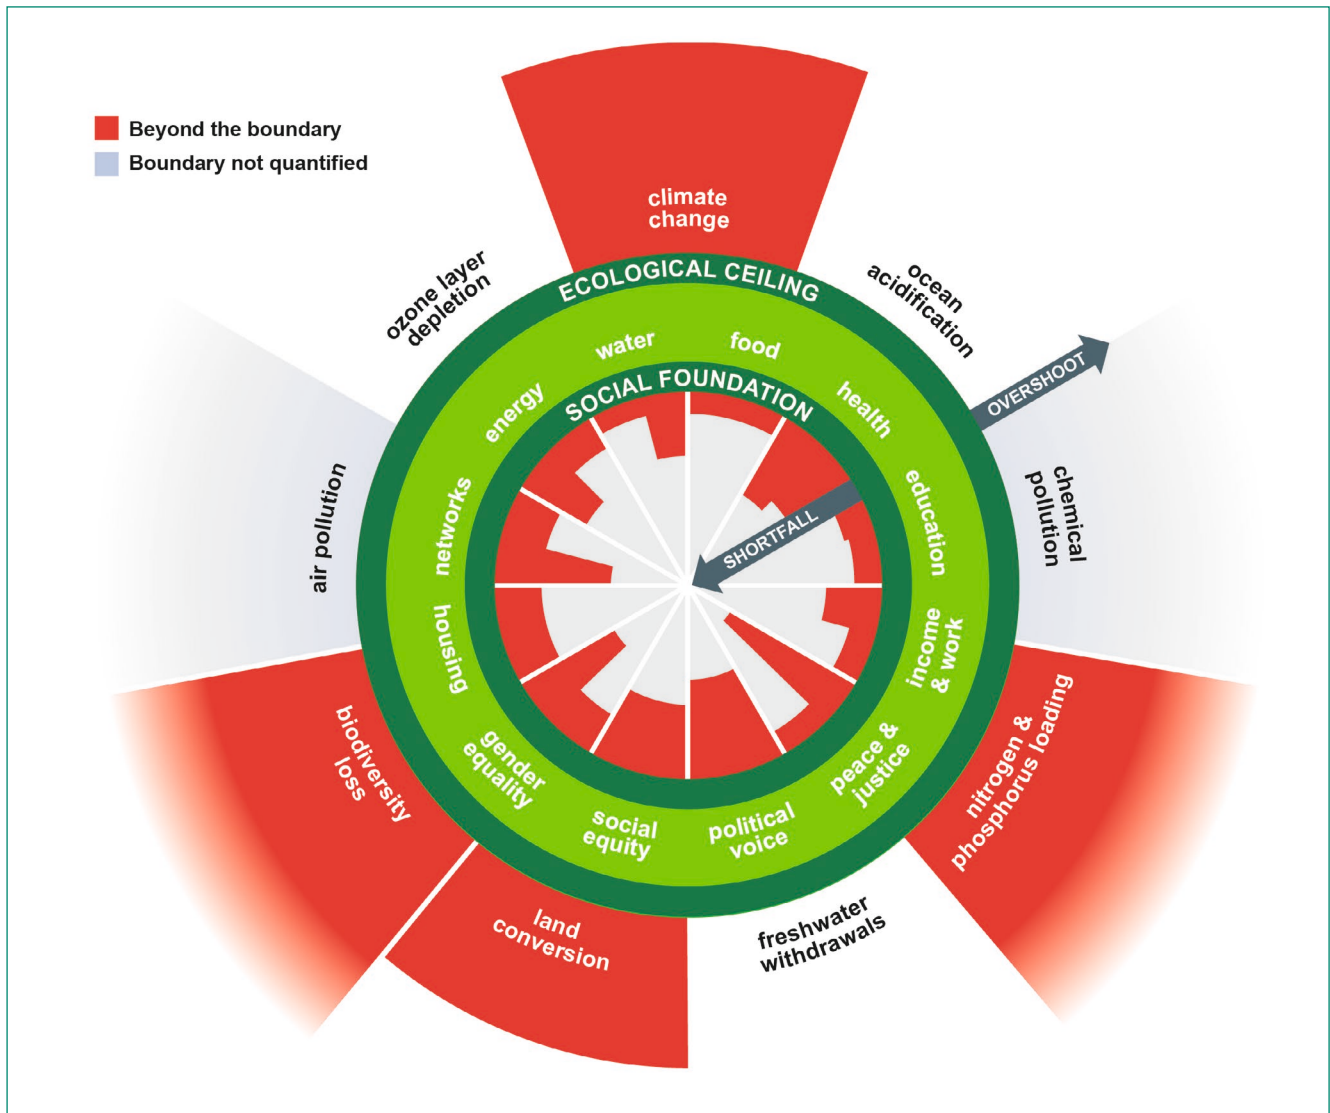 Beyond the boundary
Boundary not quantified
climate
change
ECOLOGICAL CEILING
ozone layer
depletion
ocean
acidification
OVERSHOOT
chemical
pollution
nitrogen &
phosphorus loading
freshwater
withdrawals
land
conversion
biodiversity
loss
air pollution
water
food
health
education
income
& work
peace &
justice
political
voice
social
equity
gender
equality
housing
networks
energy
SOCIAL FOUNDATION
SHORTFALL